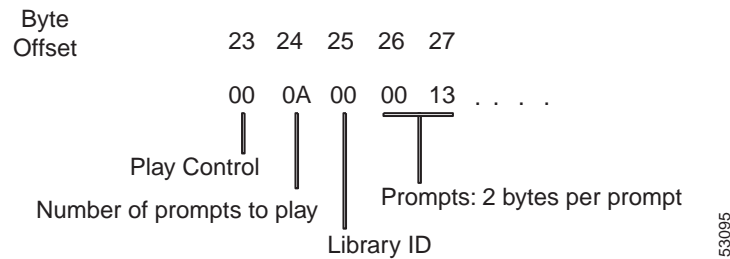 Byte
Offset
23 24 25 26 27
00 0A 00 00 13 . . . .
Play Control
Number of prompts to play
Prompts: 2 bytes per prompt
Library ID
53095